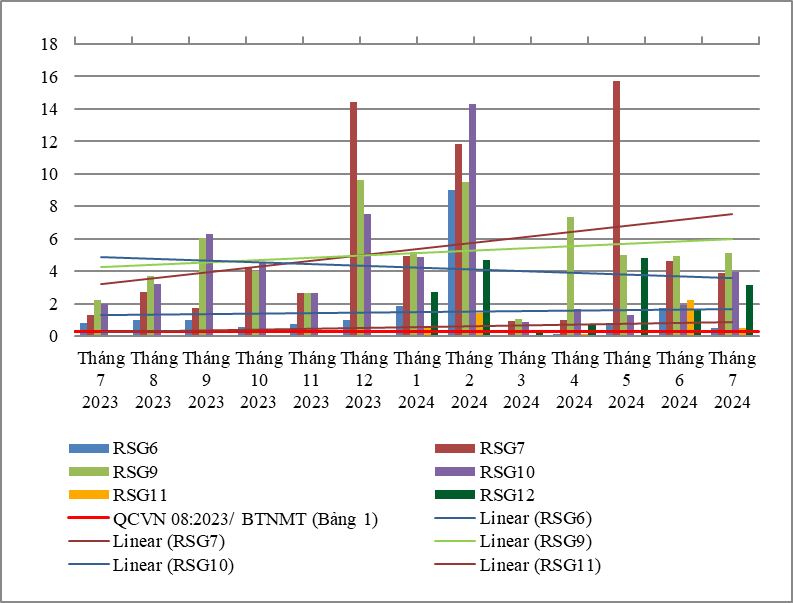 18
16
14
12
10
8
6
4
2
0
Tháng Tháng Tháng Tháng Tháng Tháng Tháng Tháng Tháng Tháng Tháng Tháng Tháng
7 8 9 10 11 12 1 2 3 4 5 6 7
2023 2023 2023 2023 2023 2023 2024 2024 2024 2024 2024 2024 2024
RSG6 RSG7
RSG9 RSG10
RSG11 RSG12
QCVN 08:2023/ BTNMT (Bảng 1) Linear (RSG6)
Linear (RSG7) Linear (RSG9)
Linear (RSG10) Linear (RSG11)